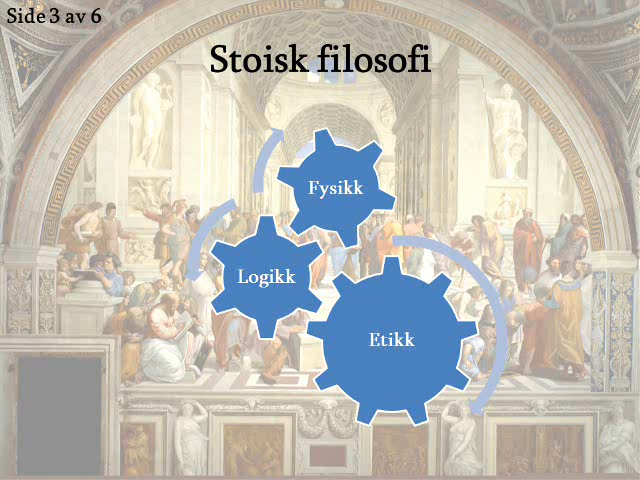 Side 3 av 6
Stoisk filosofi
Fysikk
Logikk
Etikk